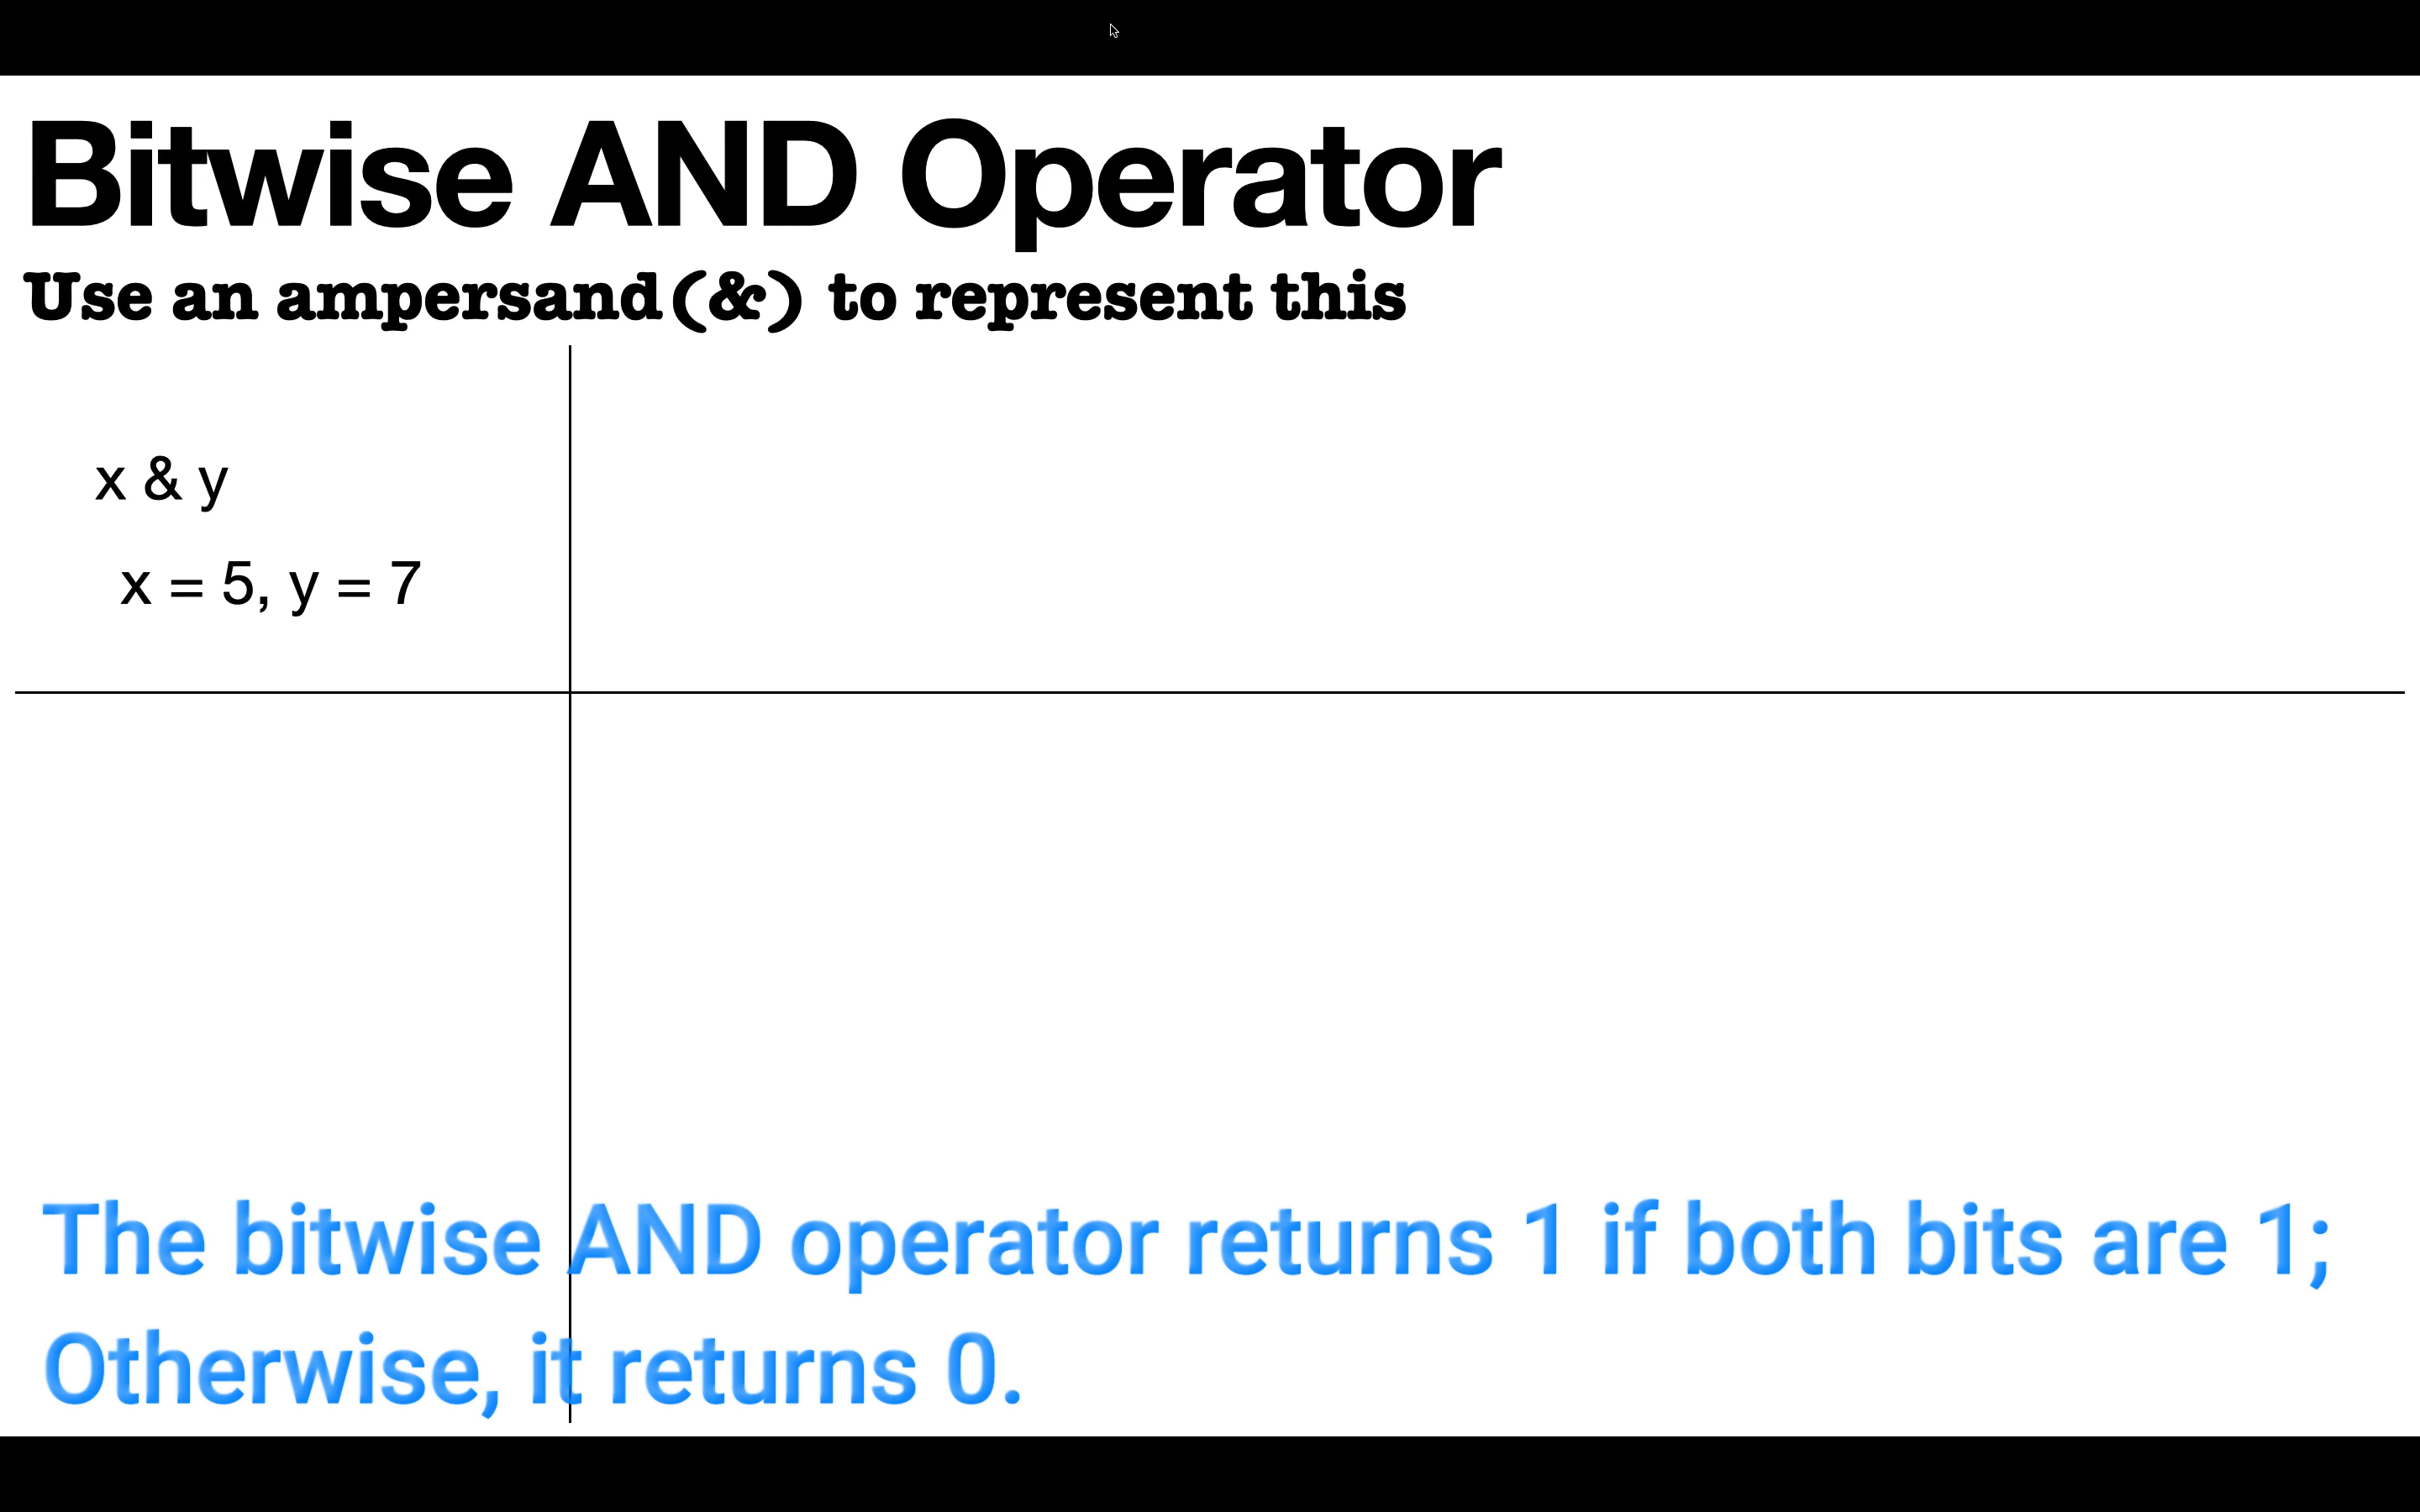 Bitwise AND Operator
Use an ampersand (&) to represent this
x & y
x = 5, y = 7
The bitwise AND operator returns 1 if both bits are 1;
Otherwise, it returns 0.